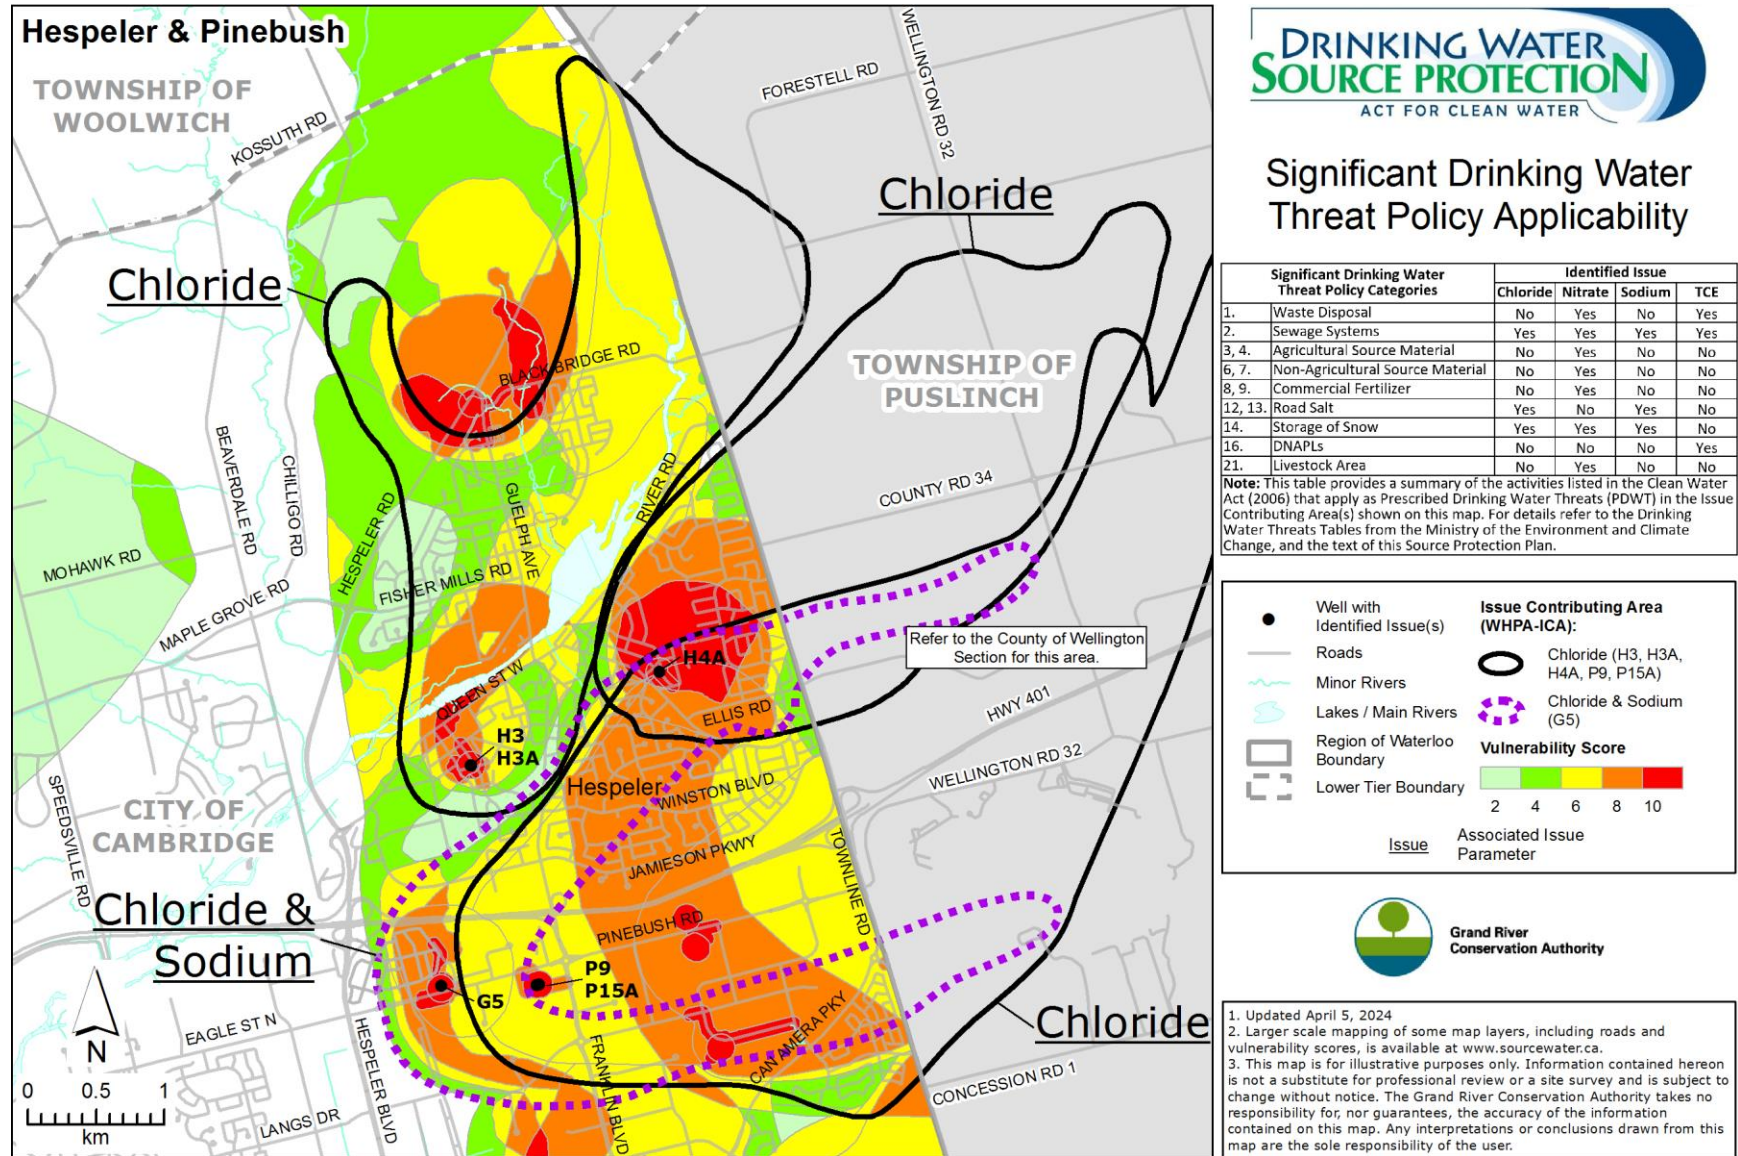 Hespeler & Pinebush
TOWNSHIP OF
WOOLWICH
KOSSUTH RD
FORESTELL RD
WELLINGTON RD 32
Chloride
Chloride
BLACK BRIDGE RD
TOWNSHIP OF
PUSLINCH
BEAVERDALE RD
CHILLIGO RD
HESPELER RD
GUELPH AVE
RIVER RD
COUNTY RD 34
MOHAWK RD
FISHER MILLS RD
MAPLE GROVE RD
Refer to the County of Wellington
Section for this area.
H4A
QUEEN ST W
ELLIS RD
HWY 401
H3
H3A
WELLINGTON RD 32
Hespeler
WINSTON BLVD
SPEEDSVILLE RD
CITY OF
CAMBRIDGE
JAMIESON PKWY
TOWNLINE RD
Chloride &
Sodium
PINEBUSH RD
P9
P15A
G5
Chloride
EAGLE ST N
HESPELER BLVD
FRANKLIN BLVD
CAN AMERA PKY
CONCESSION RD 1
LANGS DR
N
0 0.5 1
km
DRINKING WATER
SOURCE PROTECTION
ACT FOR CLEAN WATER
Significant Drinking Water
Threat Policy Applicability
Significant Drinking Water
Threat Policy Categories
Identified Issue
Chloride Nitrate Sodium TCE
1. Waste Disposal No Yes No Yes
2. Sewage Systems Yes Yes Yes Yes
3, 4. Agricultural Source Material No Yes No No
6, 7. Non-Agricultural Source Material No Yes No No
8, 9. Commercial Fertilizer No Yes No No
12, 13. Road Salt Yes No Yes No
14. Storage of Snow Yes Yes Yes No
16. DNAPLs No No No Yes
21. Livestock Area No Yes No No
Note: This table provides a summary of the activities listed in the Clean Water
Act (2006) that apply as Prescribed Drinking Water Threats (PDWT) in the Issue
Contributing Area(s) shown on this map. For details refer to the Drinking
Water Threats Tables from the Ministry of the Environment and Climate
Change, and the text of this Source Protection Plan.
Well with
Identified Issue(s)
Roads
Minor Rivers
Lakes / Main Rivers
Region of Waterloo
Boundary
Lower Tier Boundary
Issue Contributing Area
(WHPA-ICA):
Chloride (H3, H3A,
H4A, P9, P15A)
Chloride & Sodium
(G5)
Vulnerability Score
2 4 6 8 10
Issue
Associated Issue
Parameter
Grand River
Conservation Authority
1. Updated April 5, 2024
2. Larger scale mapping of some map layers, including roads and
vulnerability scores, is available at www.sourcewater.ca.
3. This map is for illustrative purposes only. Information contained hereon
is not a substitute for professional review or a site survey and is subject to
change without notice. The Grand River Conservation Authority takes no
responsibility for, nor guarantees, the accuracy of the information
contained on this map. Any interpretations or conclusions drawn from this
map are the sole responsibility of the user.